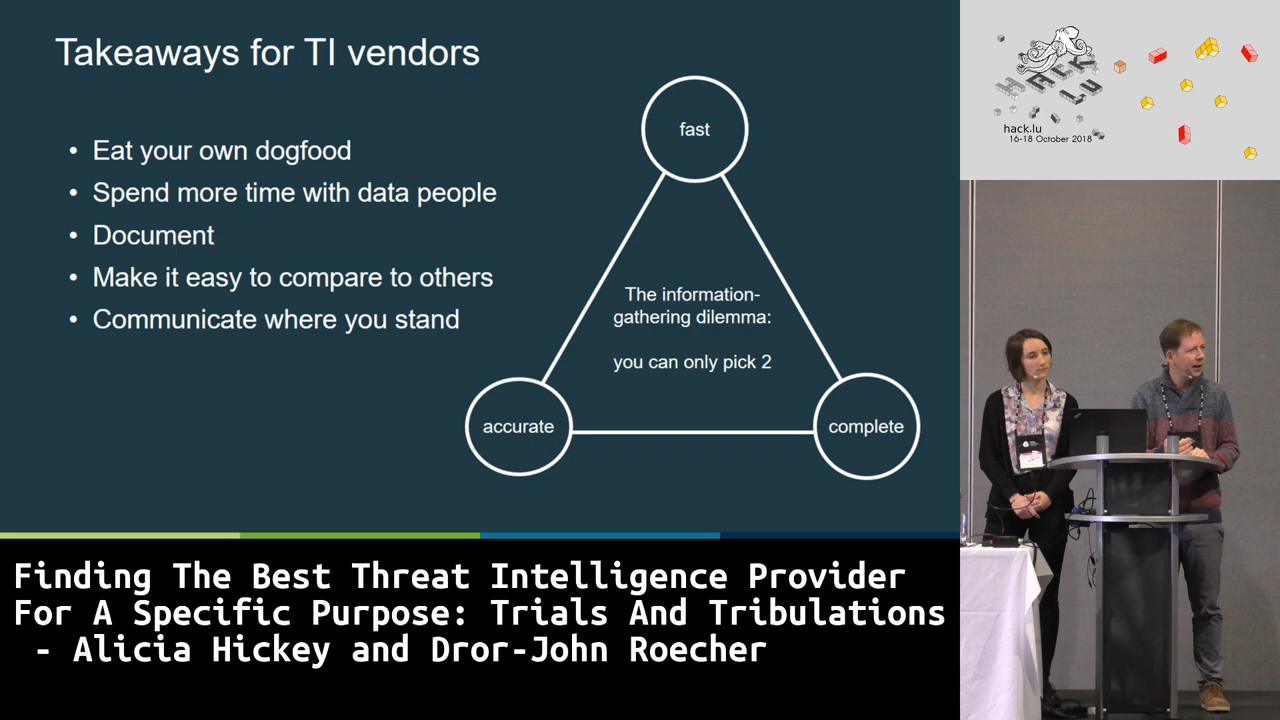 Takeaways for TI vendors
• Eat your own dogfood
• Spend more time with data people
• Document
• Make it easy to compare to others
• Communicate where you stand
fast
The information-
gathering dilemma:
you can only pick 2
accurate
complete
HACK
LU
hack.lu
16-18 October 2018
Finding The Best Threat Intelligence Provider
For A Specific Purpose: Trials And Tribulations
- Alicia Hickey and Dror-John Roecher